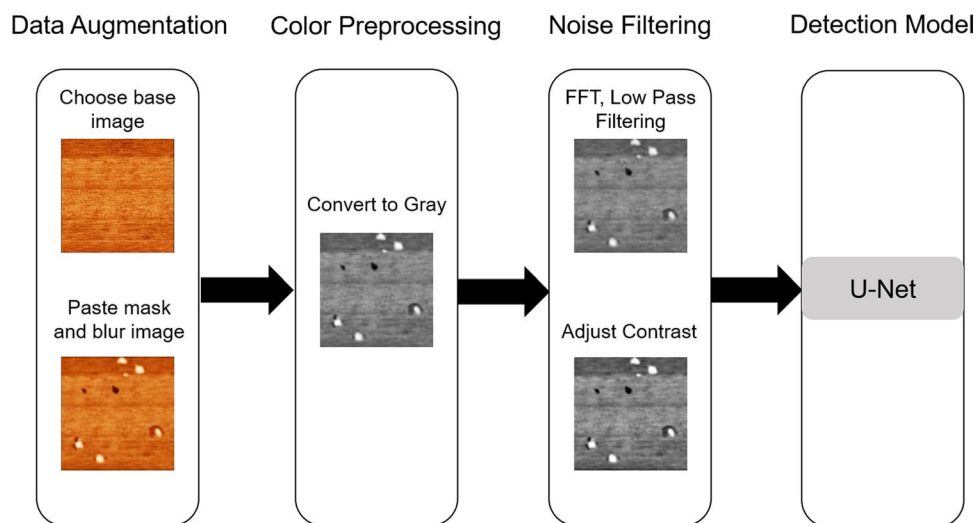 Data Augmentation
Color Preprocessing
Noise Filtering
Detection Model
Choose base
image
Paste mask
and blur image
Convert to Gray
FFT, Low Pass
Filtering
Adjust Contrast
U-Net